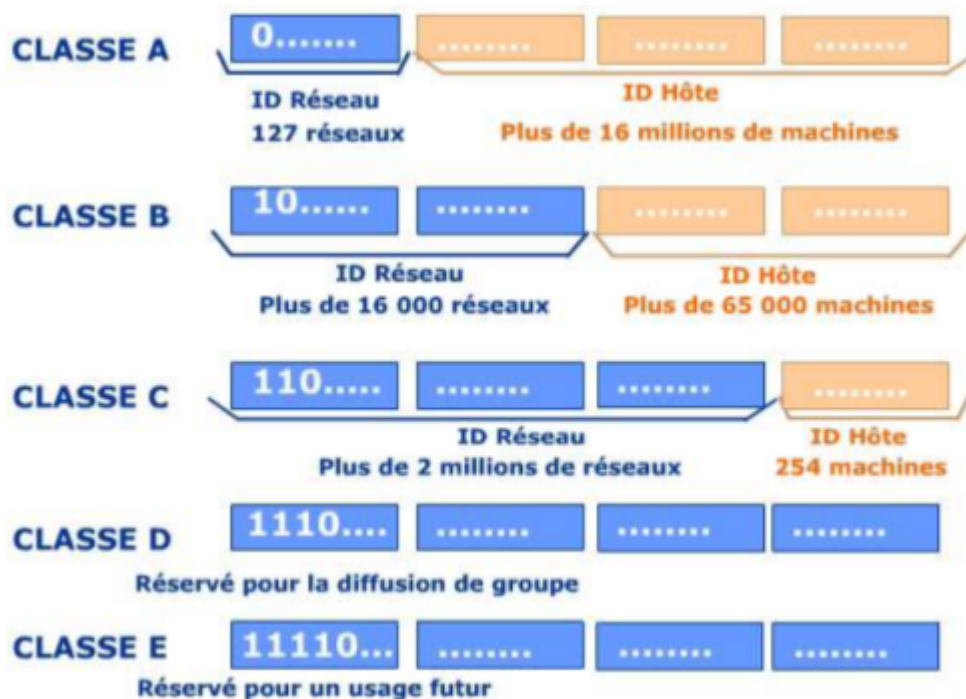 CLASSE A 0....... ........ ........ ........
ID Réseau ID Hôte
127 réseaux Plus de 16 millions de machines
CLASSE B 10...... ........ ........ ........
ID Réseau ID Hôte
Plus de 16 000 réseaux Plus de 65 000 machines
CLASSE C 110..... ........ ........ ........
ID Réseau ID Hôte
Plus de 2 millions de réseaux 254 machines
CLASSE D 1110.... ........ ........ ........
Réservé pour la diffusion de groupe
CLASSE E 11110... ........ ........ ........
Réservé pour un usage futur